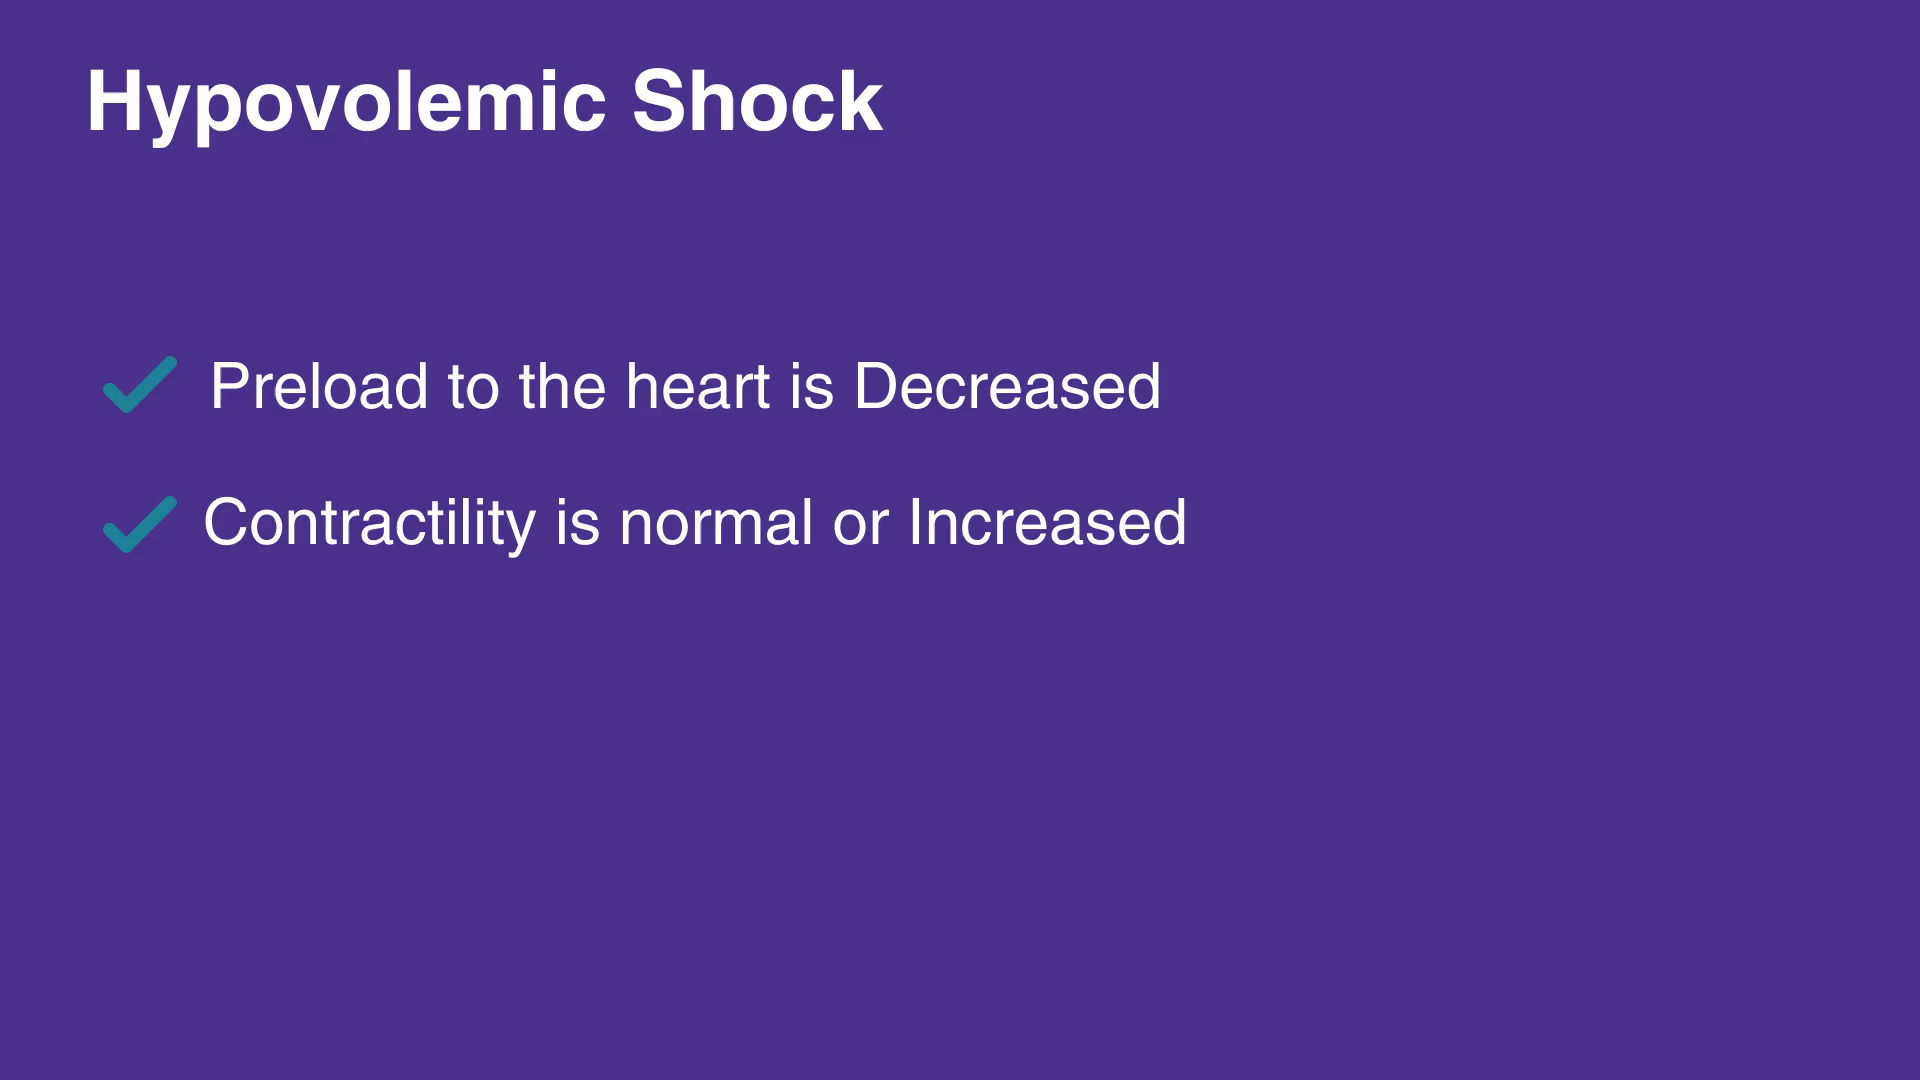 Hypovolemic Shock
Preload to the heart is Decreased
Contractility is normal or Increased